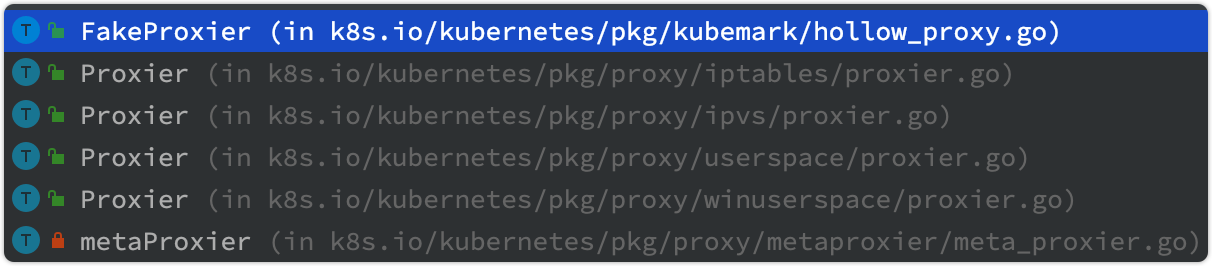 T FakeProxier (in k8s.io/kubernetes/pkg/kubemark/hollow_proxy.go)
T Proxier (in k8s.io/kubernetes/pkg/proxy/iptables/proxier.go)
T Proxier (in k8s.io/kubernetes/pkg/proxy/ipvs/proxier.go)
T Proxier (in k8s.io/kubernetes/pkg/proxy/userspace/proxier.go)
T Proxier (in k8s.io/kubernetes/pkg/proxy/winuserspace/proxier.go)
T metaProxier (in k8s.io/kubernetes/pkg/proxy/metaproxier/meta_proxier.go)